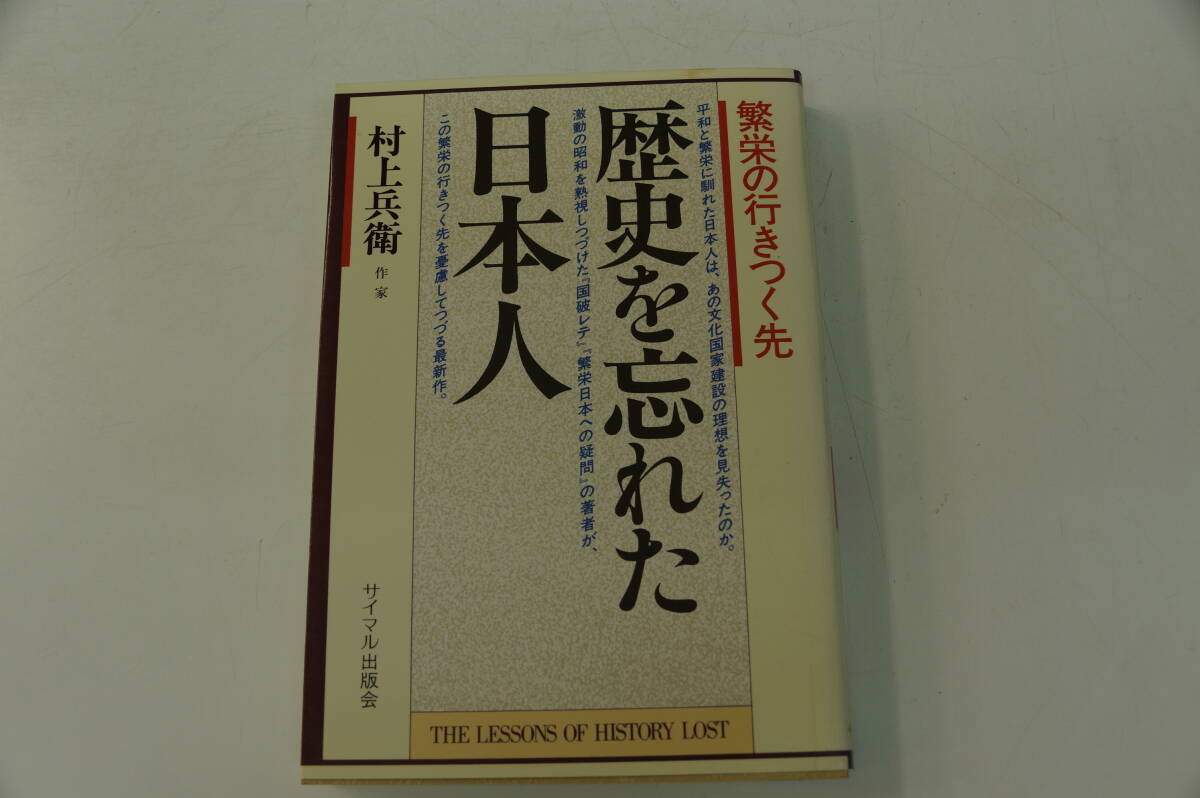 繁栄の行きつく先
平和と繁栄に馴れた日本人は、あの文化国家建設の理想を見失ったのか。
歴史を忘れた
激動の昭和を熟視しつづけた『国破レテ』『繁栄日本への疑問』の著者が、
日本人
この繁栄の行きつく先を憂慮してつづる最新作。
村上兵衛
作家
サイマル出版会
THE LESSONS OF HISTORY LOST